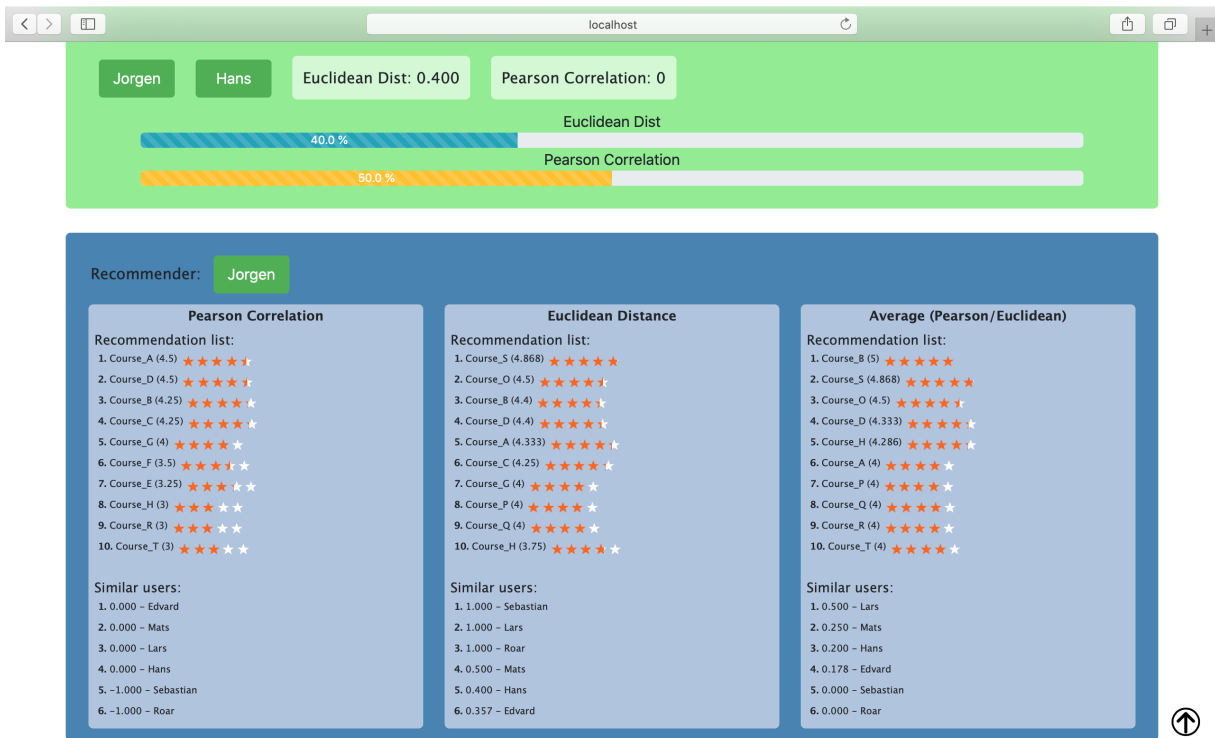 localhost
Jorgen Hans Euclidean Dist: 0.400 Pearson Correlation: 0
Euclidean Dist
40.0 %
Pearson Correlation
50.0 %
Recommender: Jorgen
Pearson Correlation
Recommendation list:
1. Course_A (4.5)
2. Course_D (4.5)
3. Course_B (4.25)
4. Course_C (4.25)
5. Course_G (4)
6. Course_F (3.5)
7. Course_E (3.25)
8. Course_H (3)
9. Course_R (3)
10. Course_T (3)
Similar users:
1. 0.000 – Edvard
2. 0.000 – Mats
3. 0.000 – Lars
4. 0.000 – Hans
5. -1.000 – Sebastian
6. -1.000 – Roar
Euclidean Distance
Recommendation list:
1. Course_S (4.868)
2. Course_O (4.5)
3. Course_B (4.4)
4. Course_D (4.4)
5. Course_A (4.333)
6. Course_C (4.25)
7. Course_G (4)
8. Course_P (4)
9. Course_Q (4)
10. Course_H (3.75)
Similar users:
1. 1.000 – Sebastian
2. 1.000 – Lars
3. 1.000 – Roar
4. 0.500 – Mats
5. 0.400 – Hans
6. 0.357 – Edvard
Average (Pearson/Euclidean)
Recommendation list:
1. Course_B (5)
2. Course_S (4.868)
3. Course_O (4.5)
4. Course_D (4.333)
5. Course_H (4.286)
6. Course_A (4)
7. Course_P (4)
8. Course_Q (4)
9. Course_R (4)
10. Course_T (4)
Similar users:
1. 0.500 – Lars
2. 0.250 – Mats
3. 0.200 – Hans
4. 0.178 – Edvard
5. 0.000 – Sebastian
6. 0.000 – Roar